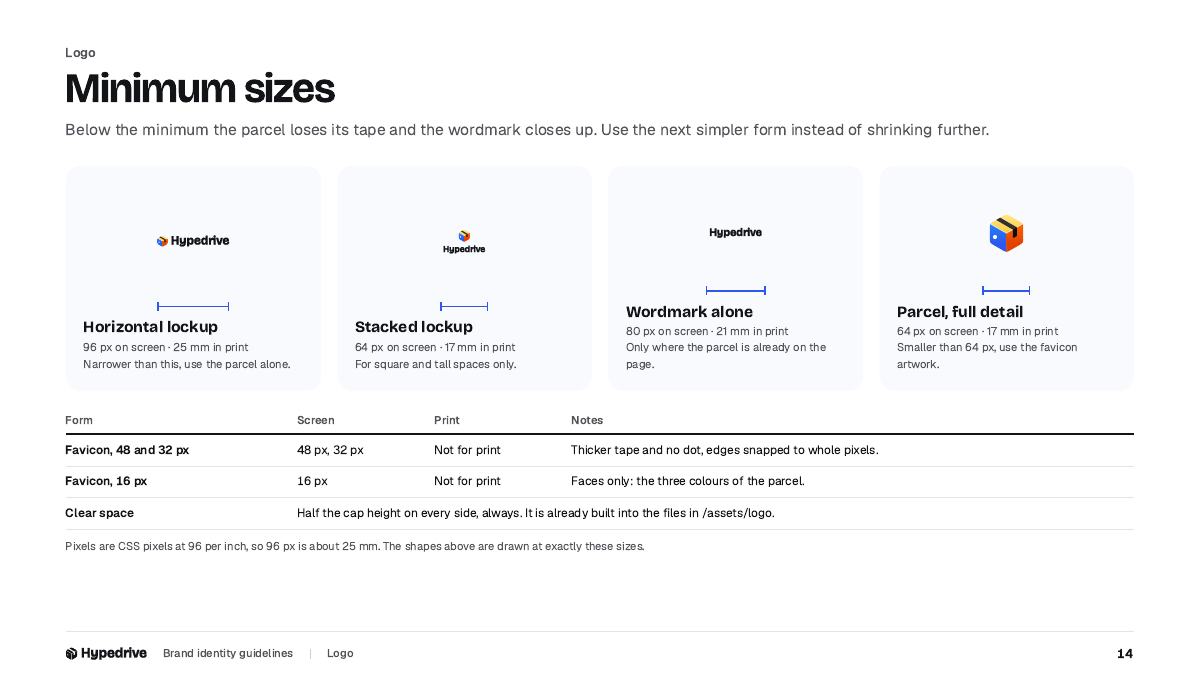 Logo
Minimum sizes
Below the minimum the parcel loses its tape and the wordmark closes up. Use the next simpler form instead of shrinking further.
Hypedrive
Horizontal lockup
96 px on screen · 25 mm in print
Narrower than this, use the parcel alone.
Hypedrive
Stacked lockup
64 px on screen · 17 mm in print
For square and tall spaces only.
Hypedrive
Wordmark alone
80 px on screen · 21 mm in print
Only where the parcel is already on the
page.
Parcel, full detail
64 px on screen · 17 mm in print
Smaller than 64 px, use the favicon
artwork.
Form Screen Print Notes
Favicon, 48 and 32 px 48 px, 32 px Not for print Thicker tape and no dot, edges snapped to whole pixels.
Favicon, 16 px 16 px Not for print Faces only: the three colours of the parcel.
Clear space Half the cap height on every side, always. It is already built into the files in /assets/logo.
Pixels are CSS pixels at 96 per inch, so 96 px is about 25 mm. The shapes above are drawn at exactly these sizes.
Hypedrive Brand identity guidelines | Logo 14